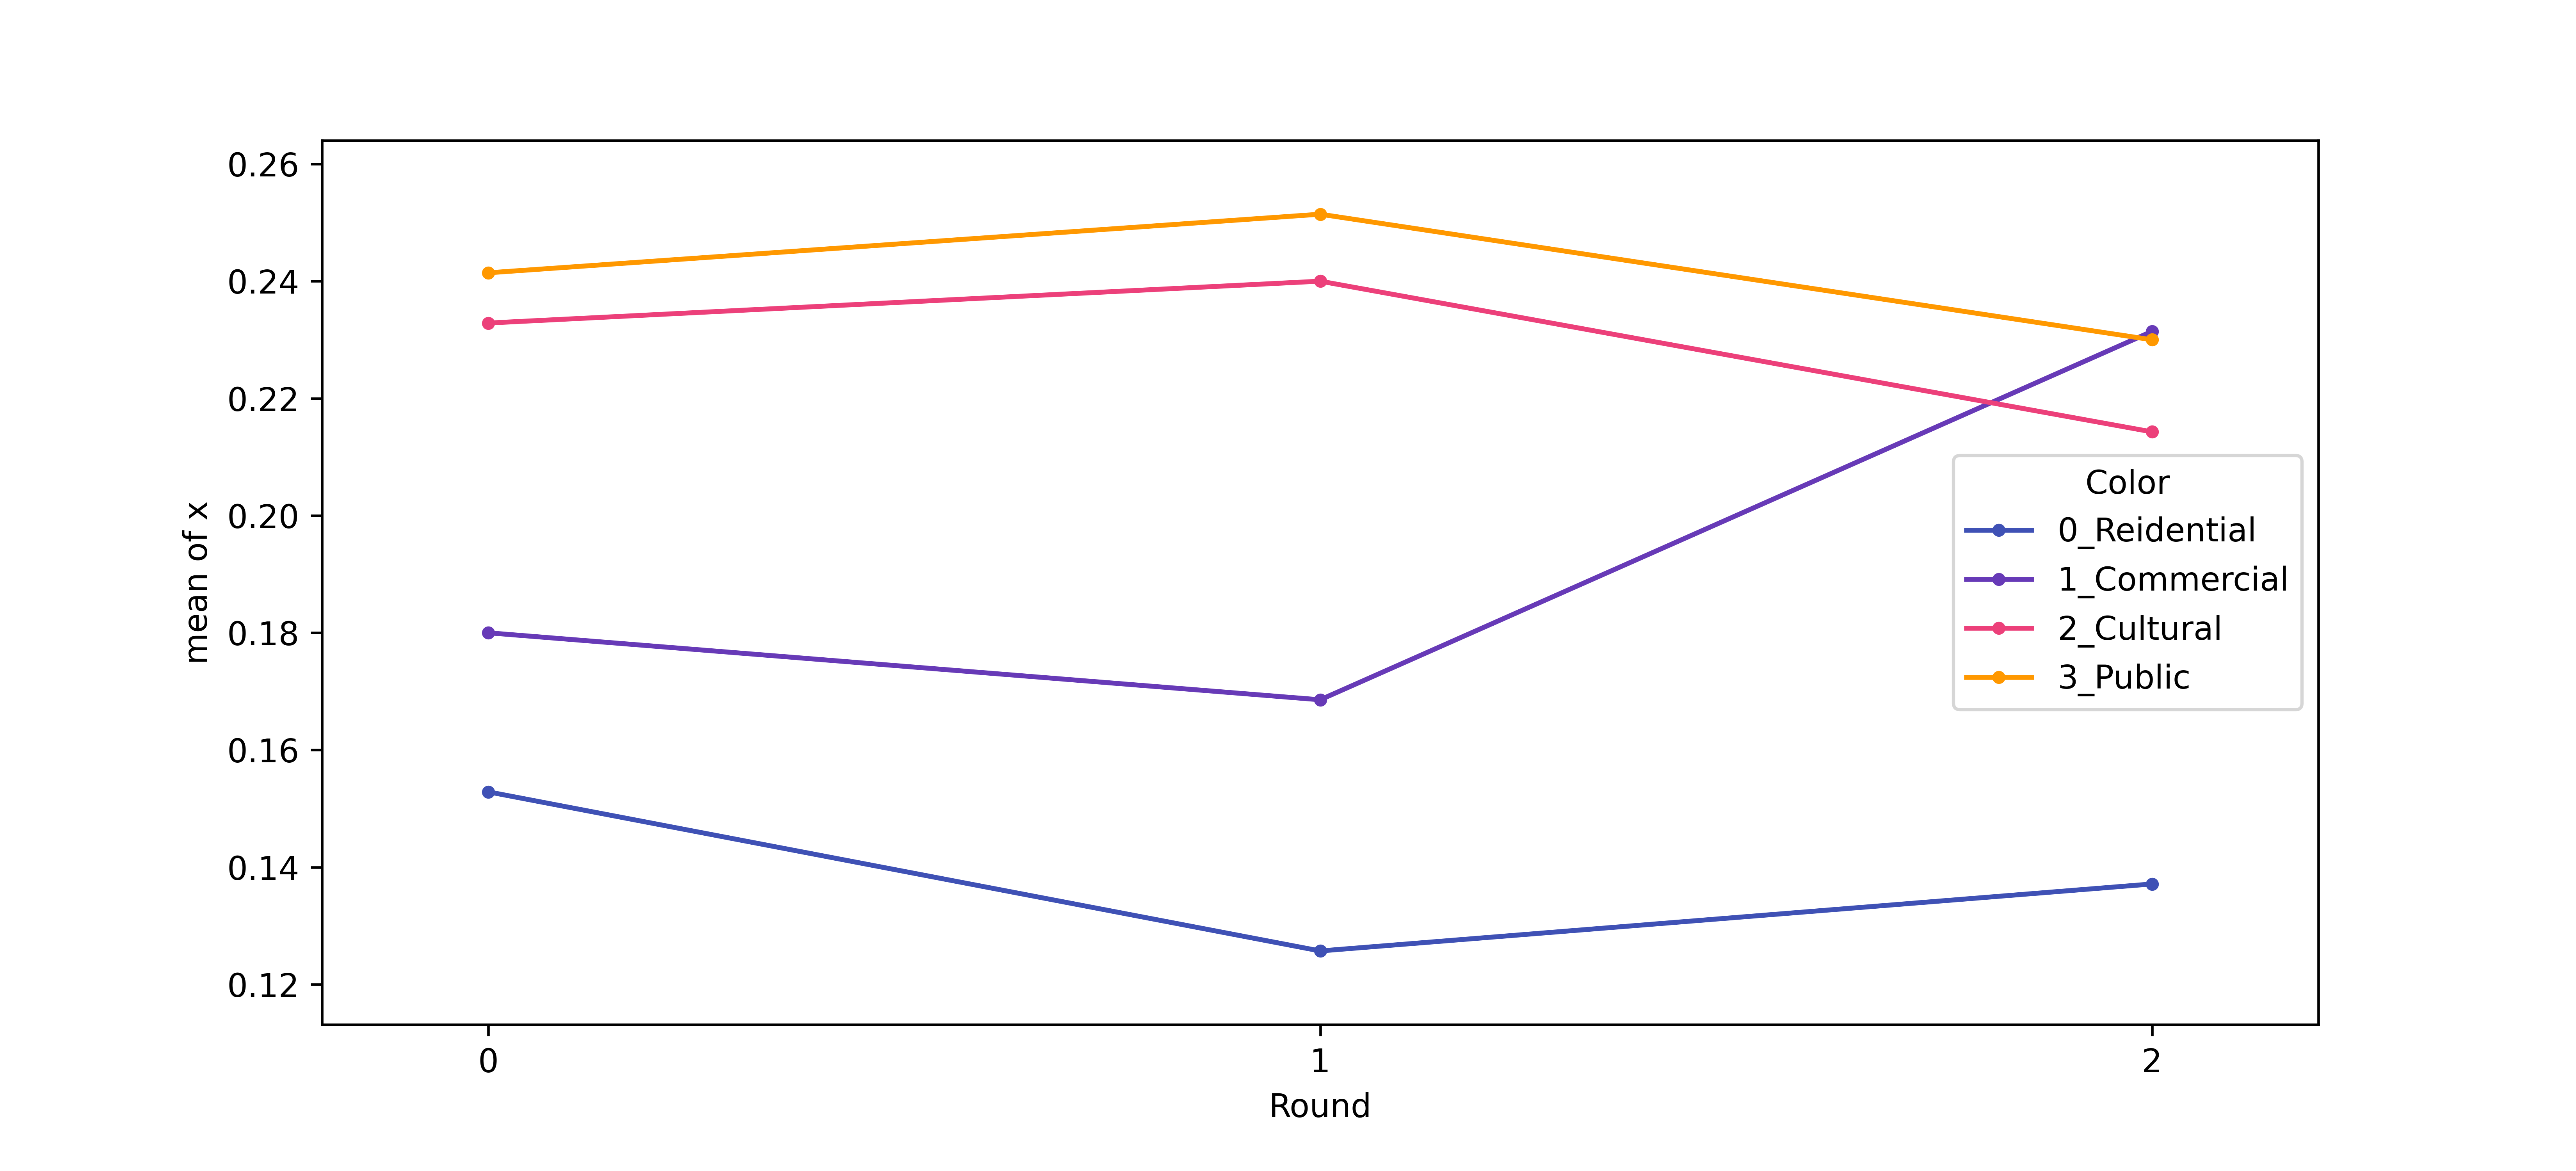 0.26
0.24
0.22
0.20
0.18
0.16
0.14
0.12
mean of x
0 1 2
Round
Color
0_Reidential
1_Commercial
2_Cultural
3_Public